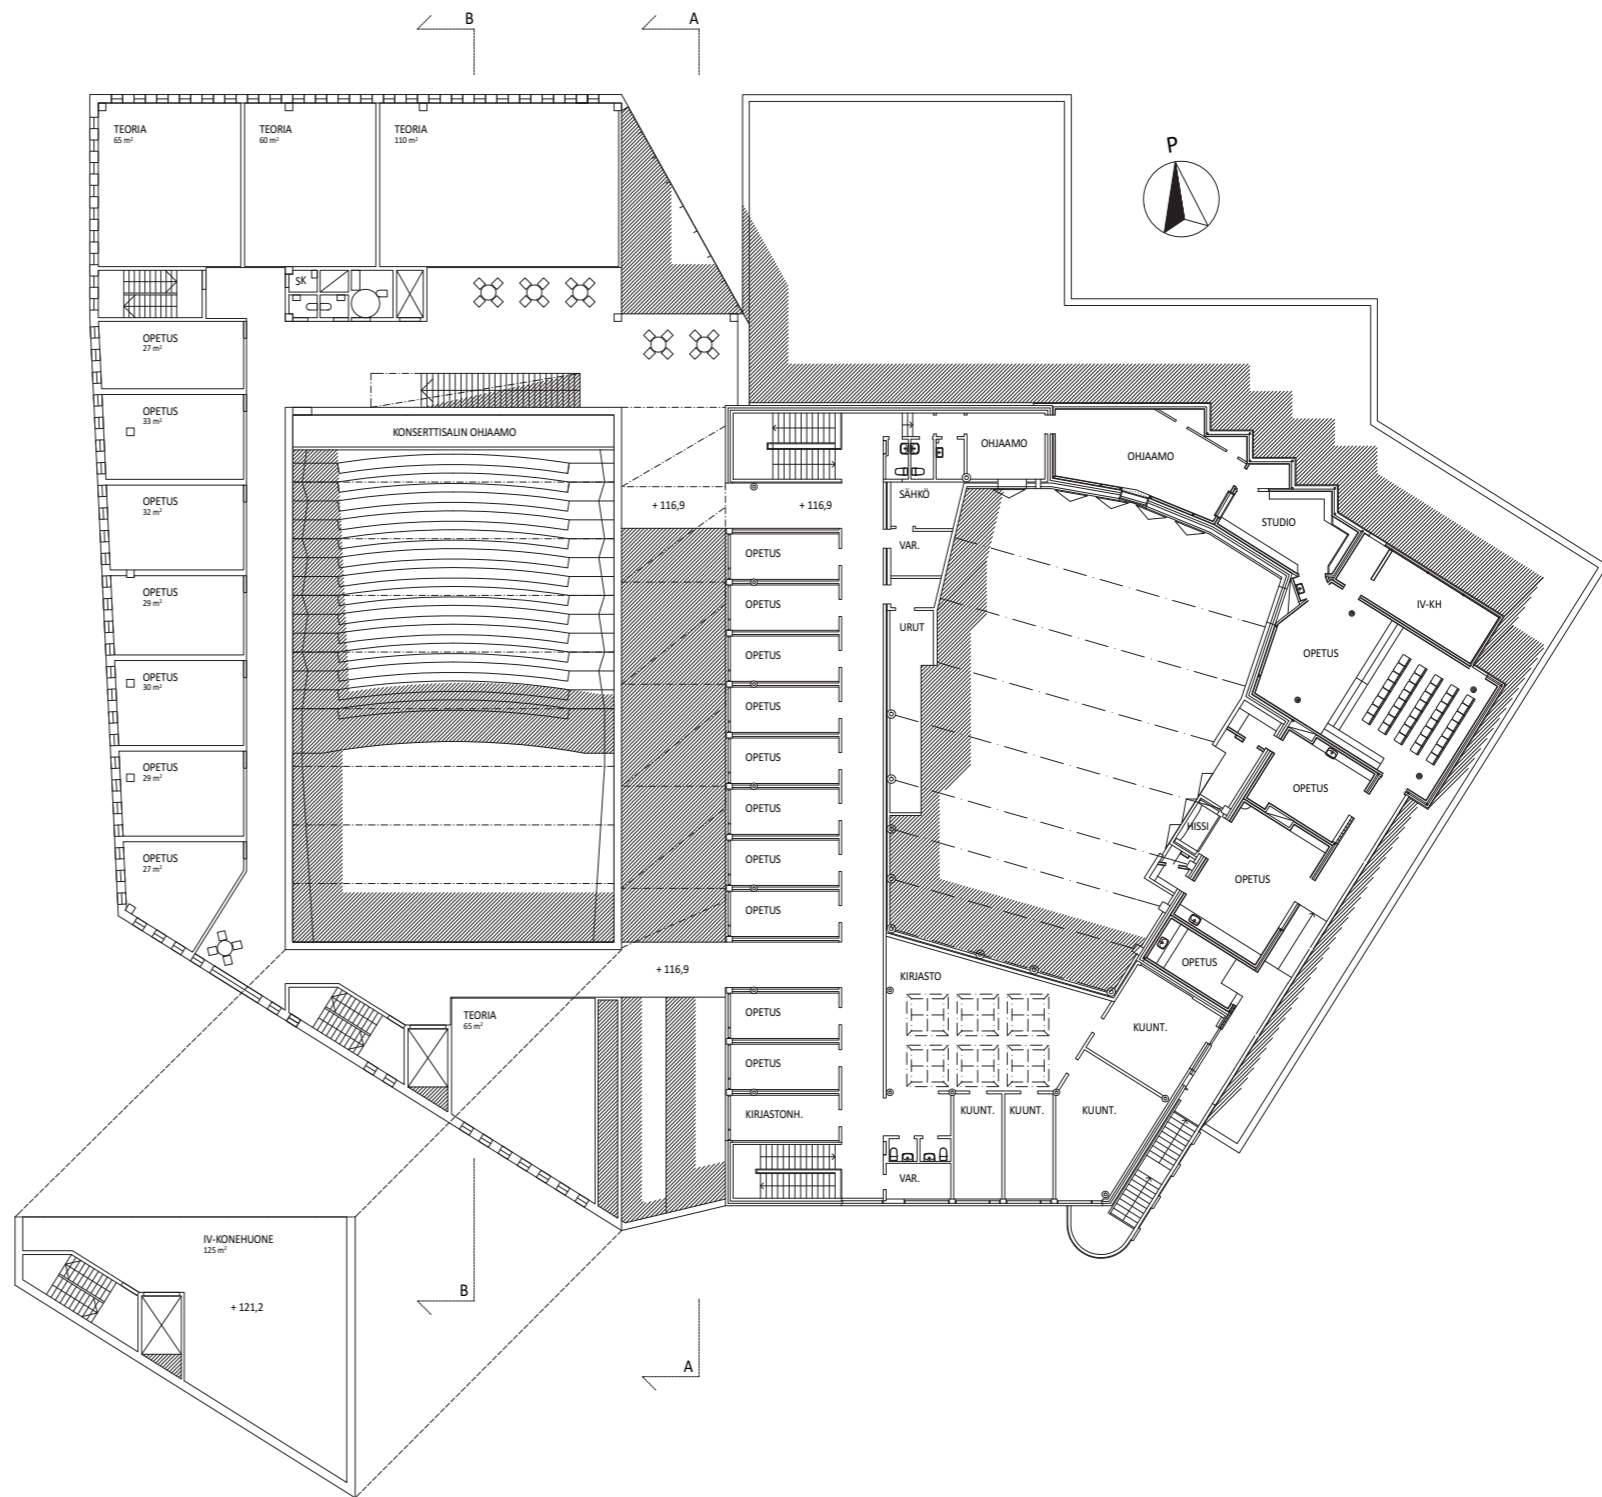 B
A
P
TEORIA
65 m²
TEORIA
60 m²
TEORIA
110 m²
SK
OPETUS
27 m²
OPETUS
33 m²
OPETUS
32 m²
OPETUS
29 m²
OPETUS
30 m²
OPETUS
29 m²
OPETUS
27 m²
KONSERTTISALIN OHJAAMO
+ 116,9
+ 116,9
OHJAAMO
OHJAAMO
SÄHKÖ
VAR.
URUT
STUDIO
IV-KH
OPETUS
OPETUS
HISSI
OPETUS
OPETUS
OPETUS
OPETUS
OPETUS
OPETUS
OPETUS
OPETUS
OPETUS
OPETUS
+ 116,9
KIRJASTO
KUUNT.
TEORIA
65 m²
OPETUS
OPETUS
KIRJASTONH.
KUUNT.
KUUNT.
KUUNT.
VAR.
IV-KONEHUONE
125 m²
+ 121,2
B
A